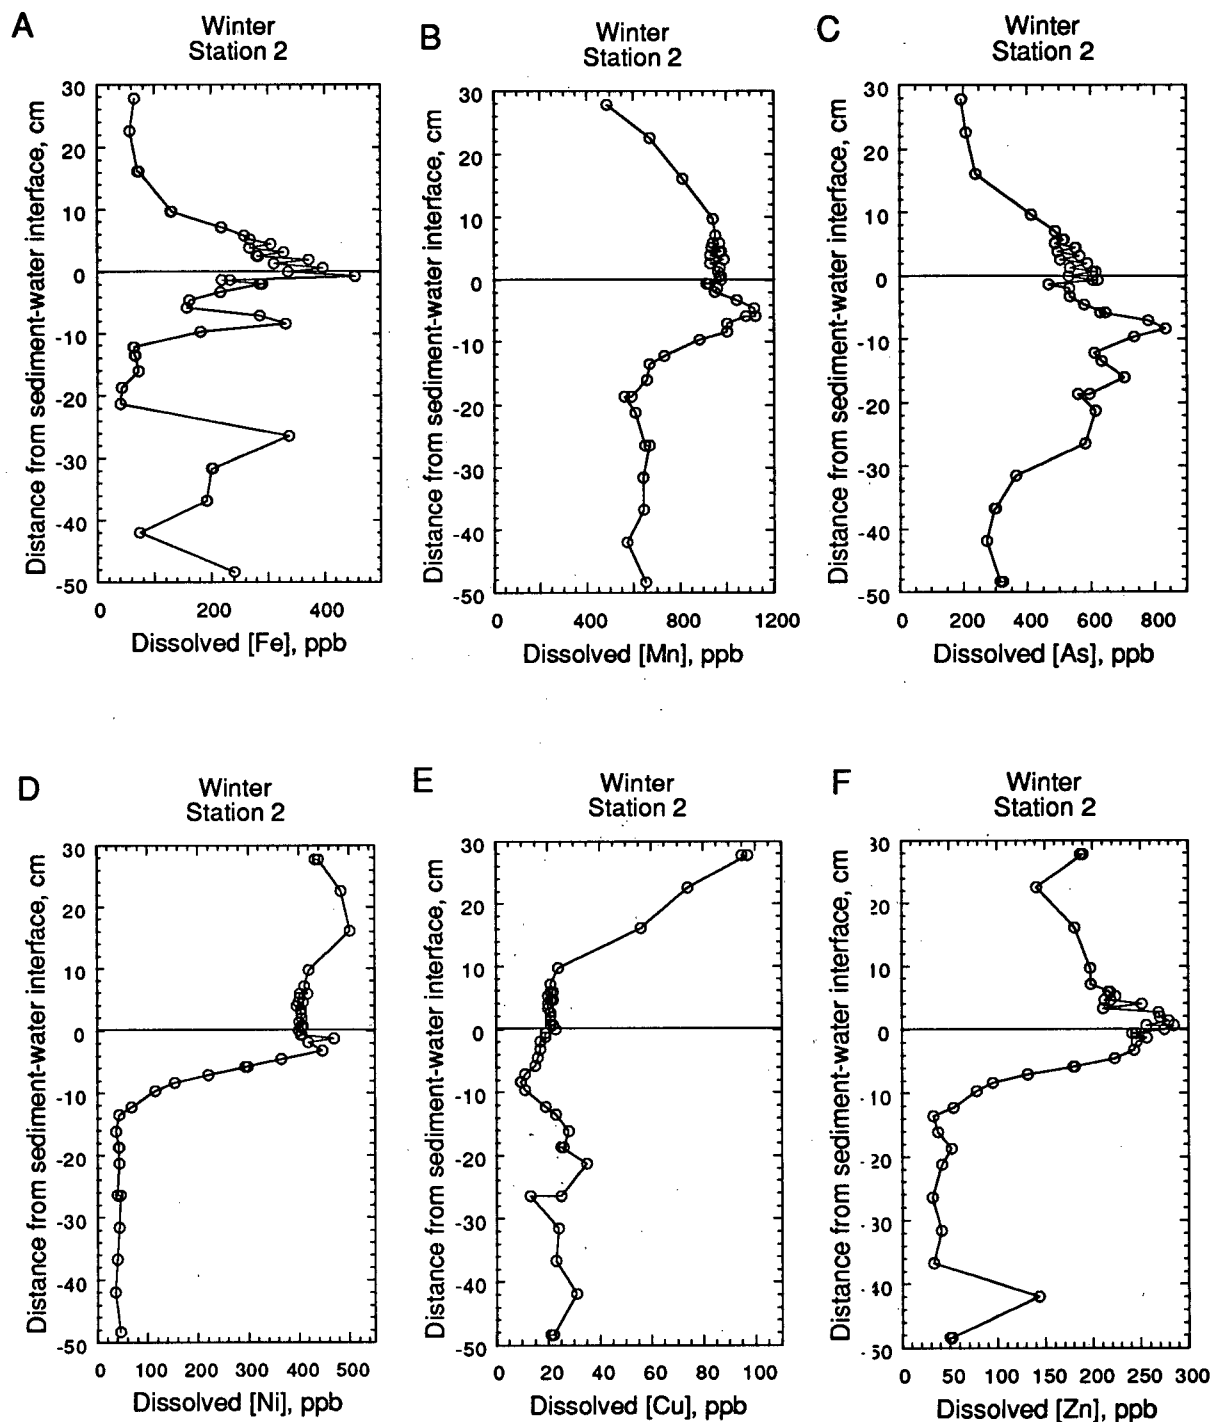 A
Winter
Station 2
Distance from sediment-water interface, cm
30
20
10
0
-10
-20
-30
-40
-50
0 200 400
Dissolved [Fe], ppb
B
Winter
Station 2
Distance from sediment-water interface, cm
30
20
10
0
-10
-20
-30
-40
-50
0 400 800 1200
Dissolved [Mn], ppb
C
Winter
Station 2
Distance from sediment-water interface, cm
30
20
10
0
-10
-20
-30
-40
-50
0 200 400 600 800
Dissolved [As], ppb
D
Winter
Station 2
Distance from sediment-water interface, cm
30
20
10
0
-10
-20
-30
-40
-50
0 100 200 300 400 500
Dissolved [Ni], ppb
E
Winter
Station 2
Distance from sediment-water interface, cm
30
20
10
0
-10
-20
-30
-40
-50
0 20 40 60 80 100
Dissolved [Cu], ppb
F
Winter
Station 2
Distance from sediment-water interface, cm
30
20
10
0
-10
-20
-30
-40
-50
0 50 100 150 200 250 300
Dissolved [Zn], ppb